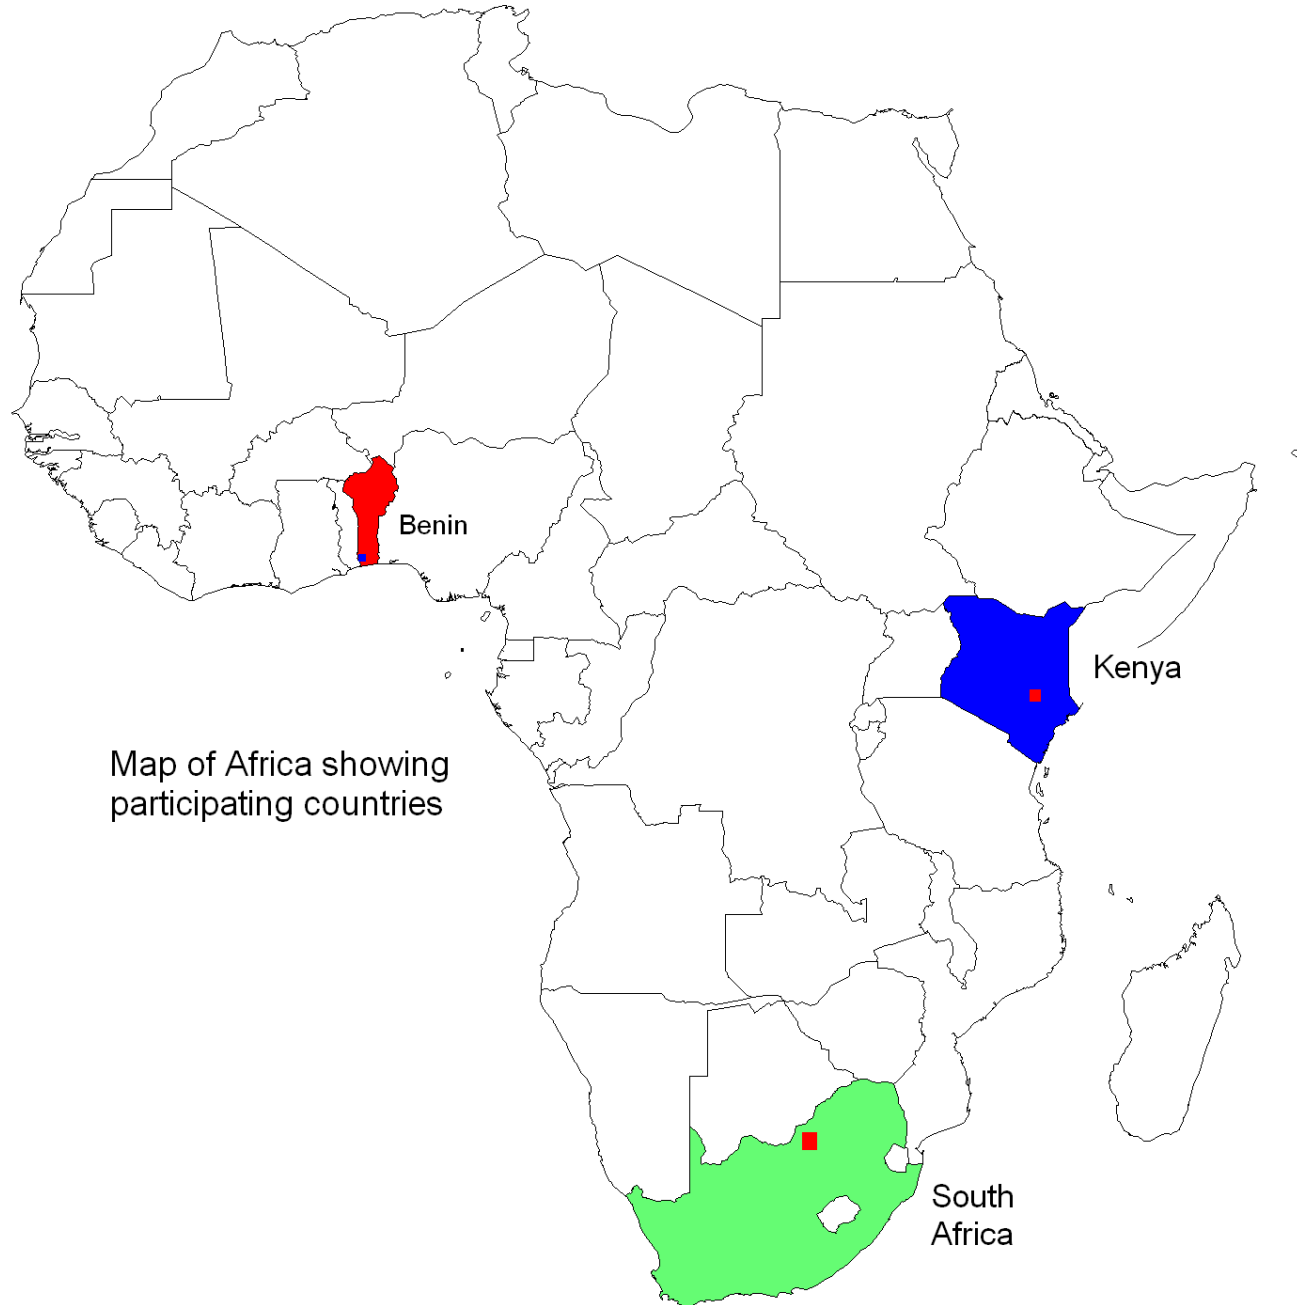 Benin
Kenya
Map of Africa showing
participating countries
South
Africa